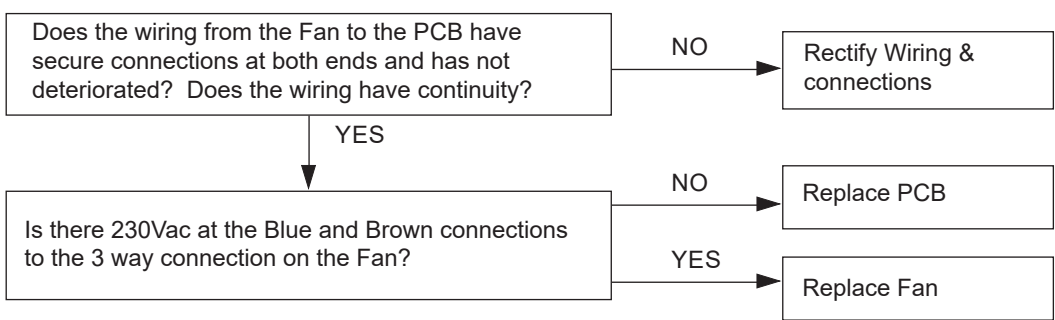 Does the wiring from the Fan to the PCB have
secure connections at both ends and has not
deteriorated?  Does the wiring have continuity?
NO
Rectify Wiring &
connections
YES
Is there 230Vac at the Blue and Brown connections
to the 3 way connection on the Fan?
NO
Replace PCB
YES
Replace Fan